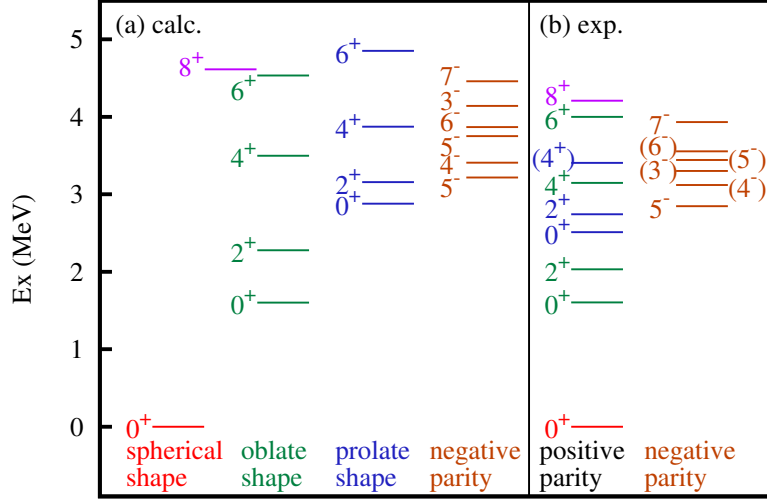 (a) calc.
(b) exp.
Ex (MeV)
5
4
3
2
1
0
0⁺
spherical
shape
8⁺
6⁺
4⁺
2⁺
0⁺
oblate
shape
6⁺
4⁺
2⁺
0⁺
prolate
shape
7⁻
3⁻
6⁻
5⁻
4⁻
5⁻
negative
parity
8⁺
6⁺
(4⁺)
4⁺
2⁺
0⁺
2⁺
0⁺
0⁺
positive
parity
7⁻
(6⁻)
(5⁻)
(3⁻)
(4⁻)
5⁻
negative
parity